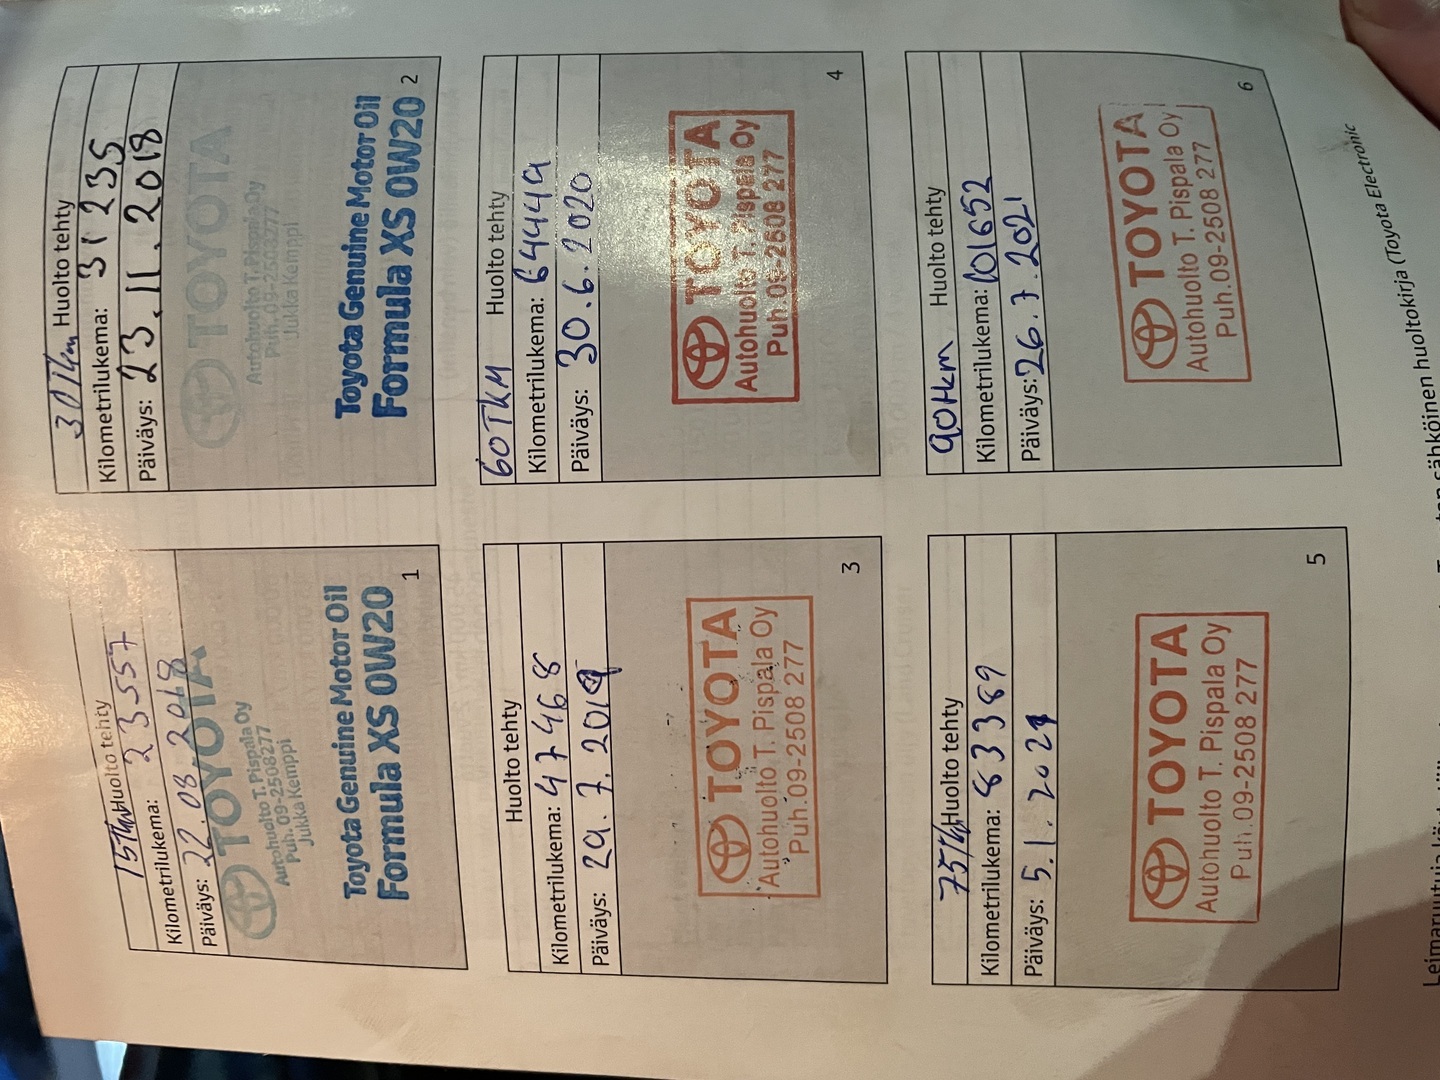 15Tkm Huolto tehty
Kilometrilukema: 23557
Päiväys: 22.08.2018
TOYOTA
Autohuolto T. Pispala Oy
Puh. 09-2508277
Jukka Kemppi
Toyota Genuine Motor Oil
Formula XS 0W20
1
30Tkm Huolto tehty
Kilometrilukema: 31235
Päiväys: 23.11.2018
TOYOTA
Autohuolto T. Pispala Oy
Puh. 09-2508277
Jukka Kemppi
Toyota Genuine Motor Oil
Formula XS 0W20
2
Huolto tehty
Kilometrilukema: 47468
Päiväys: 29.7.2019
TOYOTA
Autohuolto T. Pispala Oy
Puh.09-2508 277
3
60TKM Huolto tehty
Kilometrilukema: 64449
Päiväys: 30.6.2020
TOYOTA
Autohuolto T. Pispala Oy
Puh.09-2508 277
4
75Tkm Huolto tehty
Kilometrilukema: 83389
Päiväys: 5.1.2021
TOYOTA
Autohuolto T. Pispala Oy
Puh.09-2508 277
5
90tkm Huolto tehty
Kilometrilukema: 101652
Päiväys: 26.7.2021
TOYOTA
Autohuolto T. Pispala Oy
Puh.09-2508 277
6
Leimaruutuja sähköinen huoltokirja (Toyota Electronic